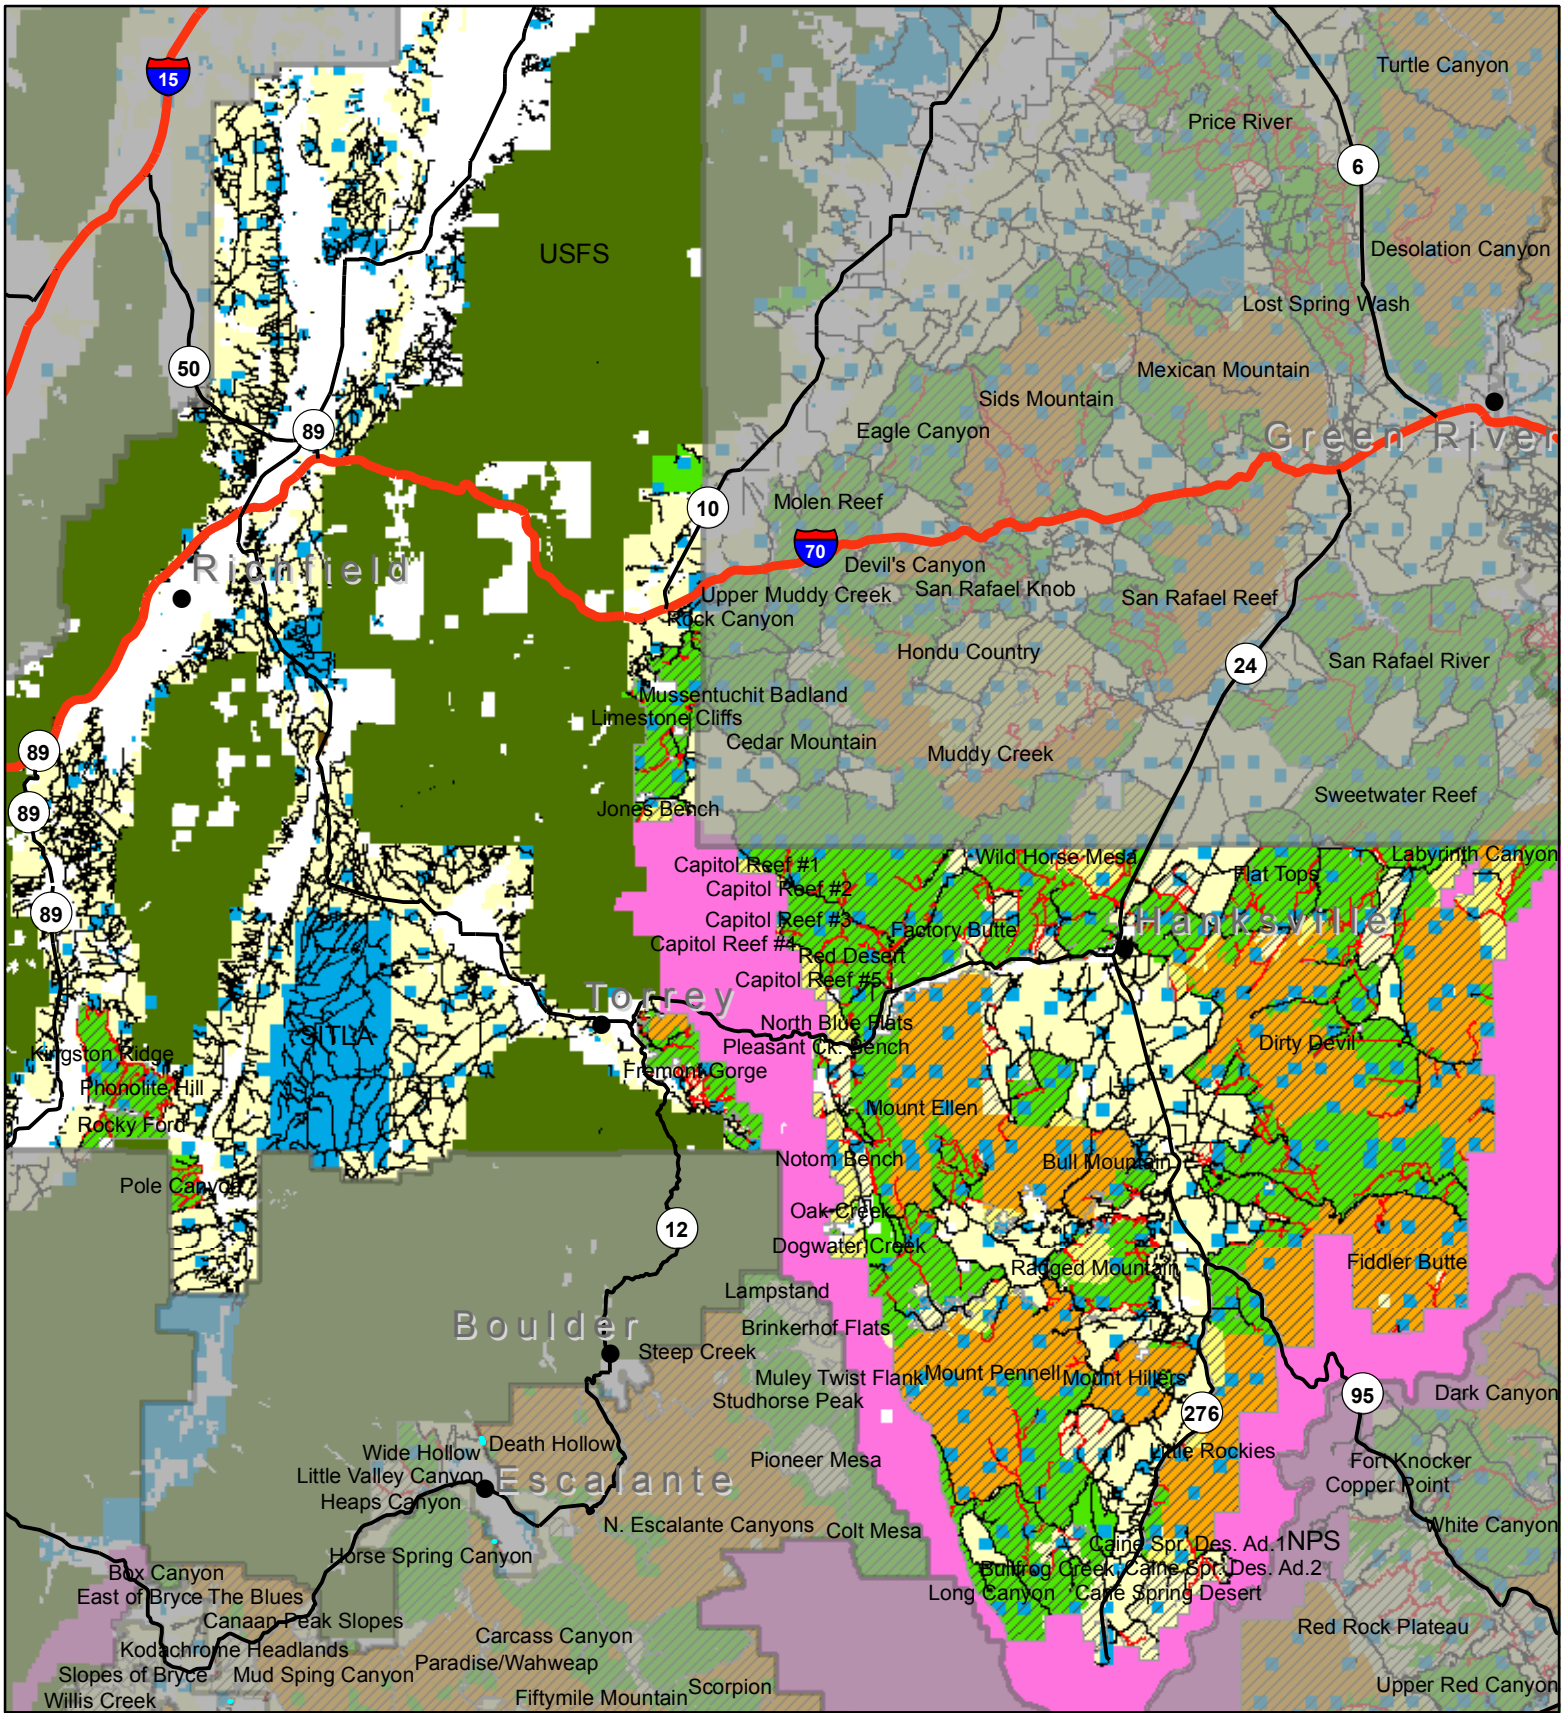 15
Turtle Canyon
Price River
6
USFS
Desolation Canyon
Lost Spring Wash
50
Mexican Mountain
Sids Mountain
89
Eagle Canyon
Green River
10
Molen Reef
70
Devil's Canyon
Richfield
Upper Muddy Creek
San Rafael Knob
San Rafael Reef
Rock Canyon
Hondu Country
24
San Rafael River
Mussentuchit Badland
Limestone Cliffs
89
Cedar Mountain
Muddy Creek
Sweetwater Reef
89
Jones Bench
Capitol Reef #1
Wild Horse Mesa
Labyrinth Canyon
Flat Tops
Capitol Reef #2
89
Capitol Reef #3
Hanksville
Factory Butte
Capitol Reef #4
Red Desert
Capitol Reef #5
Torrey
North Blue Flats
SITLA
Dirty Devil
Pleasant Ck. Bench
Kingston Ridge
Fremont Gorge
Phonolite Hill
Mount Ellen
Rocky Ford
Notom Bench
Bull Mountain
Pole Canyon
Oak Creek
12
Dogwater Creek
Ragged Mountain
Fiddler Butte
Lampstand
Boulder
Brinkerhof Flats
Steep Creek
Mount Pennell
Mount Hillers
Muley Twist Flank
Dark Canyon
95
Studhorse Peak
276
Death Hollow
Wide Hollow
Little Rockies
Pioneer Mesa
Fort Knocker
Little Valley Canyon
Escalante
Copper Point
Heaps Canyon
N. Escalante Canyons
White Canyon
Colt Mesa
NPS
Caine Spr. Des. Ad.1
Horse Spring Canyon
Bullfrog Creek
Caine Spr. Des. Ad.2
Box Canyon
Long Canyon
Cane Spring Desert
East of Bryce
The Blues
Canaan Peak Slopes
Red Rock Plateau
Carcass Canyon
Kodachrome Headlands
Paradise/Wahweap
Slopes of Bryce
Mud Sping Canyon
Upper Red Canyon
Scorpion
Willis Creek
Fiftymile Mountain